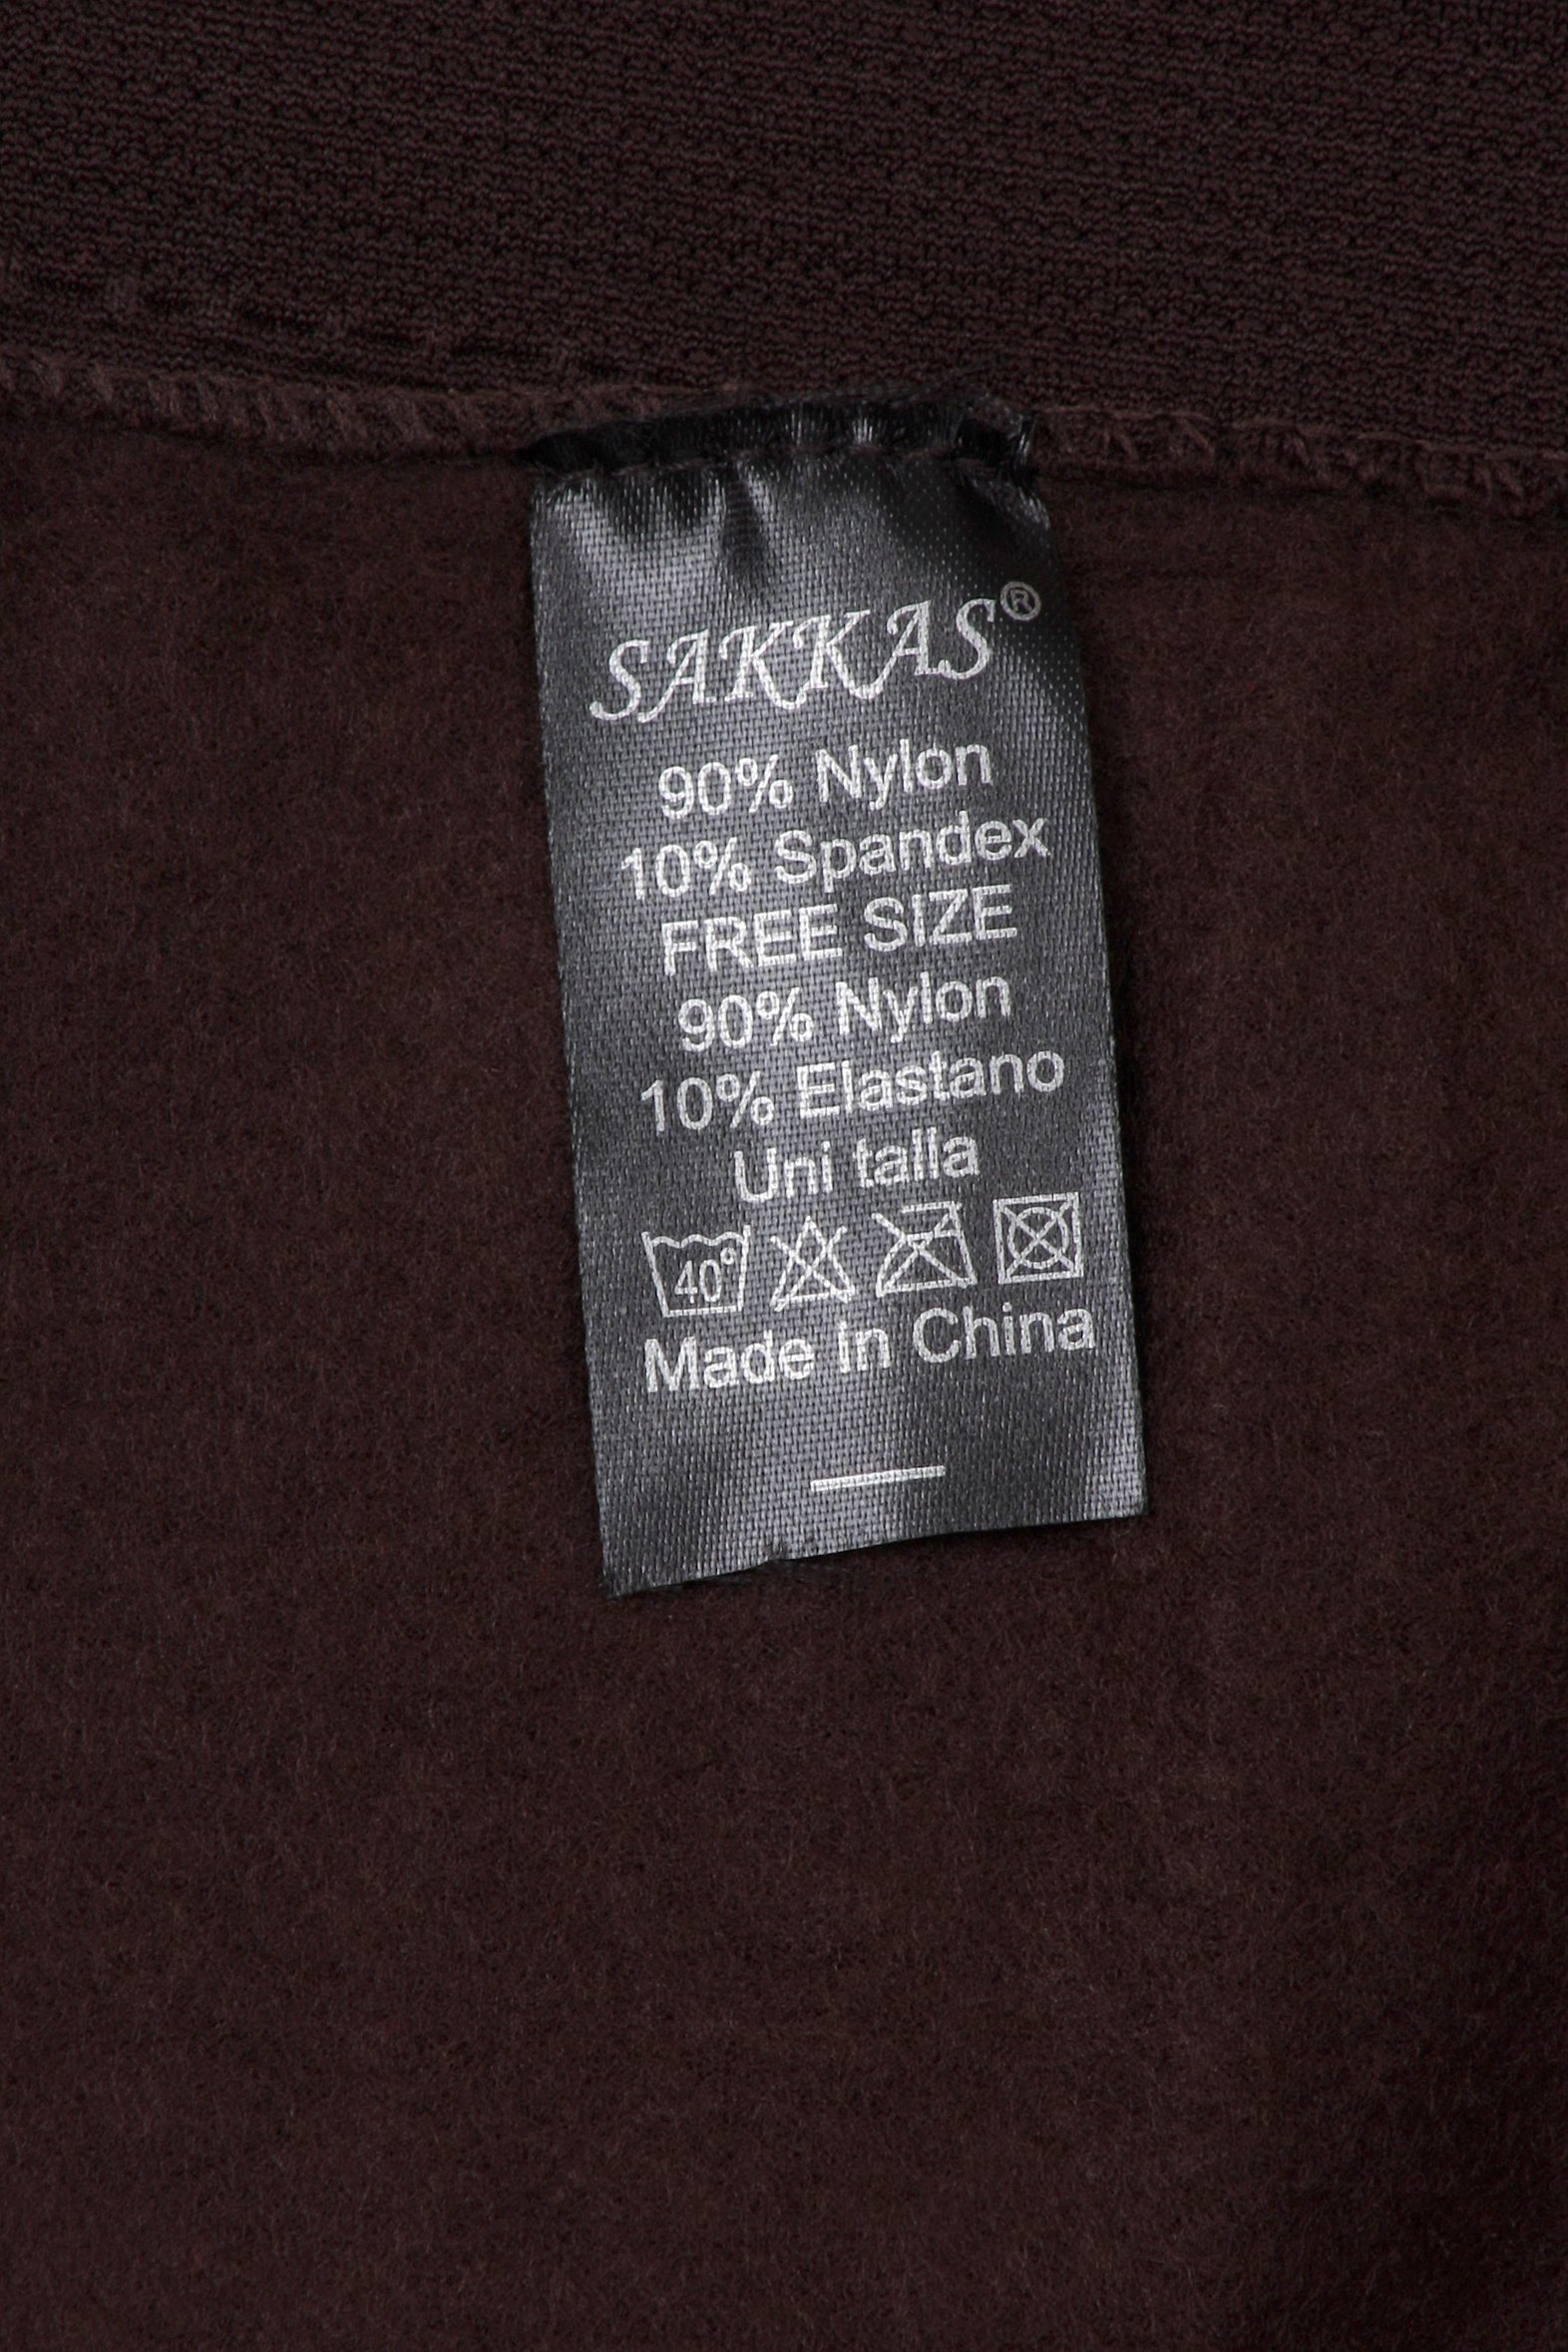 SAKKAS®
90% Nylon
10% Spandex
FREE SIZE
90% Nylon
10% Elastano
Uni talla
40°
Made In China